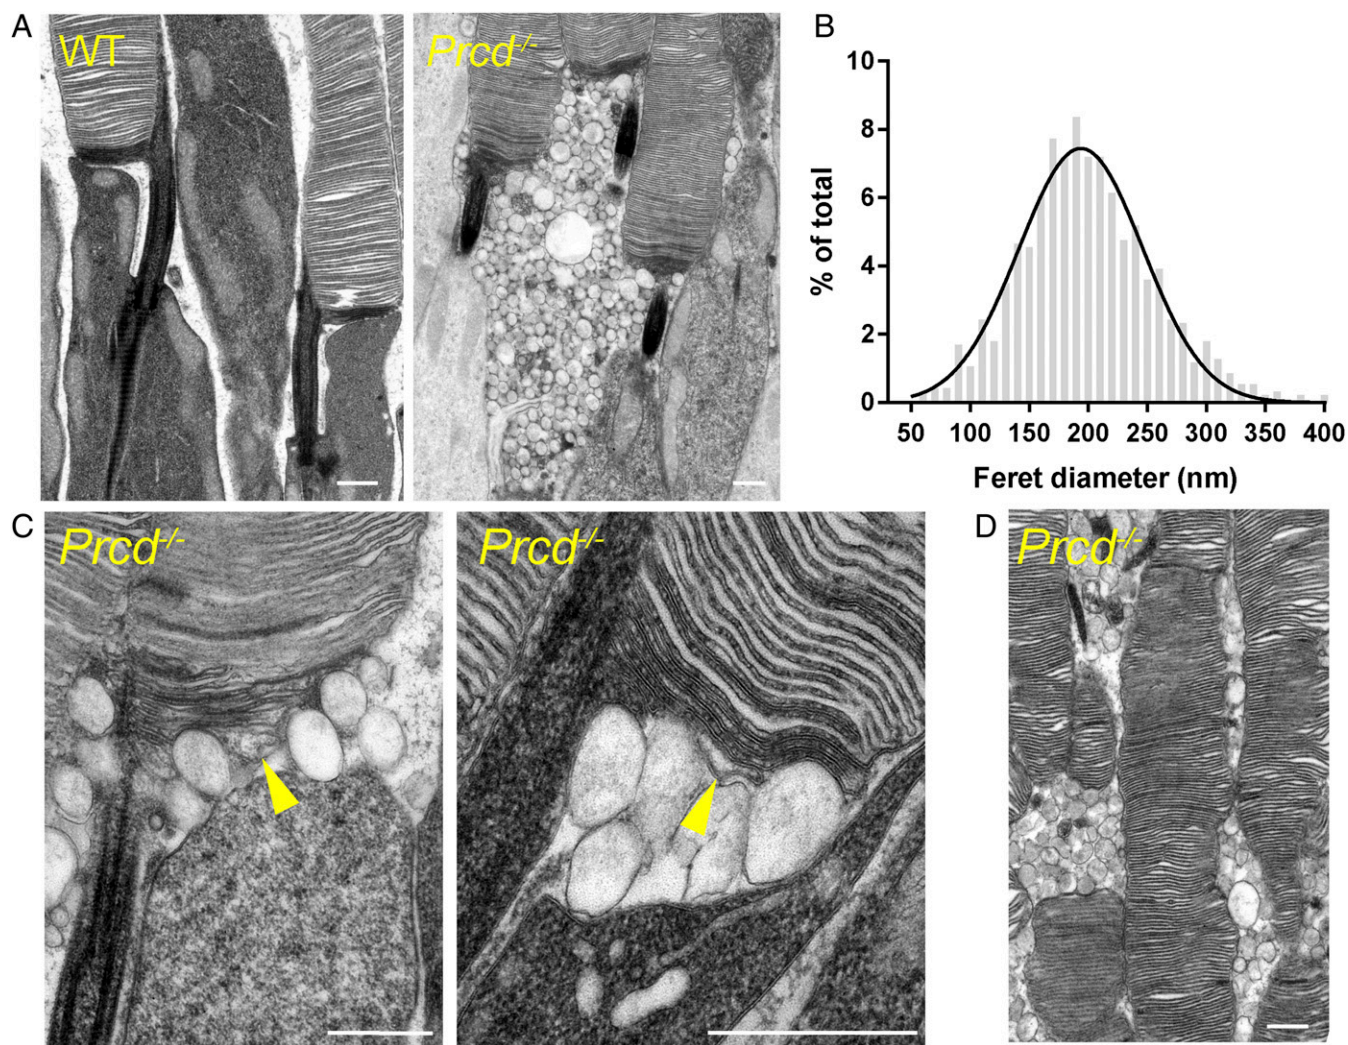 A
WT
Prcd-/-
B
% of total
10
8
6
4
2
0
50 100 150 200 250 300 350 400
Feret diameter (nm)
C
Prcd-/-
Prcd-/-
D
Prcd-/-